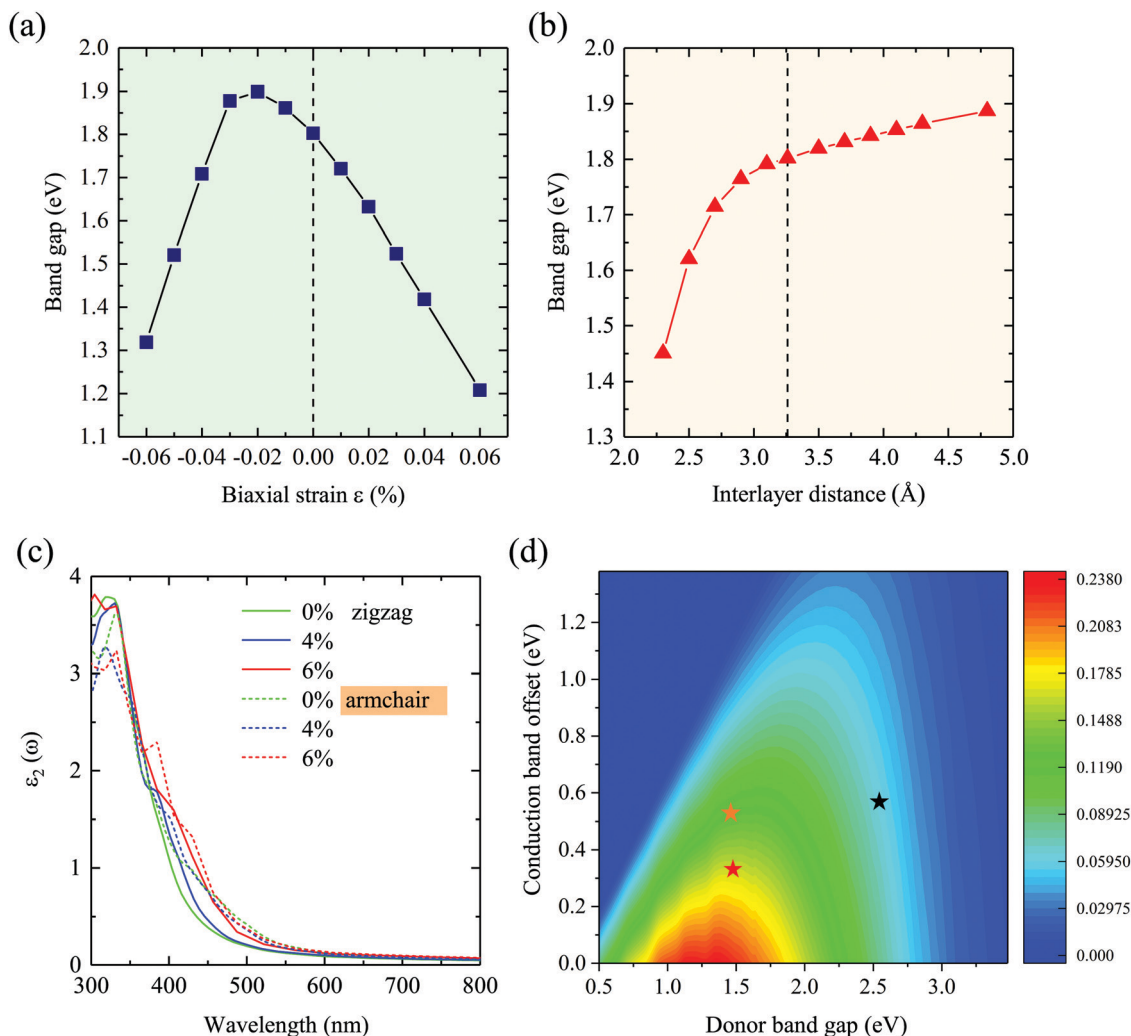 (a)
2.0
1.9
1.8
1.7
1.6
1.5
1.4
1.3
1.2
1.1
Band gap (eV)
-0.06 -0.04 -0.02 0.00 0.02 0.04 0.06
Biaxial strain ε (%)
(b)
2.0
1.9
1.8
1.7
1.6
1.5
1.4
1.3
Band gap (eV)
2.0 2.5 3.0 3.5 4.0 4.5 5.0
Interlayer distance (Å)
(c)
4
3
2
1
0
ε2 (ω)
0% zigzag
4%
6%
0% armchair
4%
6%
300 400 500 600 700 800
Wavelength (nm)
(d)
1.2
1.0
0.8
0.6
0.4
0.2
0.0
Conduction band offset (eV)
0.5 1.0 1.5 2.0 2.5 3.0
Donor band gap (eV)
0.2380
0.2083
0.1785
0.1488
0.1190
0.08925
0.05950
0.02975
0.000